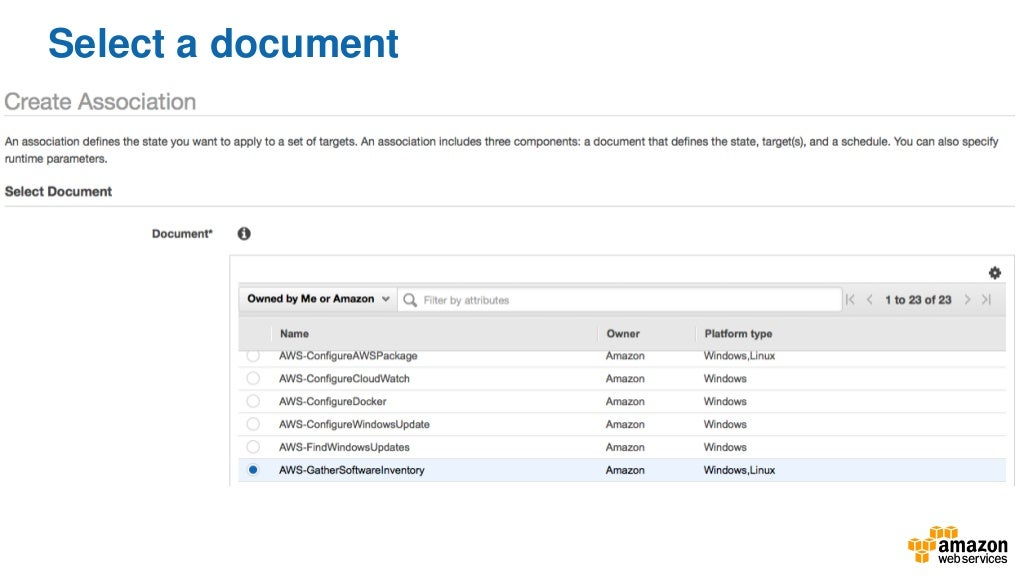 Select a document
Create Association
An association defines the state you want to apply to a set of targets. An association includes three components: a document that defines the state, target(s), and a schedule. You can also specify
runtime parameters.
Select Document
Document*
Owned by Me or Amazon Filter by attributes 1 to 23 of 23
Name Owner Platform type
AWS-ConfigureAWSPackage Amazon Windows,Linux
AWS-ConfigureCloudWatch Amazon Windows
AWS-ConfigureDocker Amazon Windows
AWS-ConfigureWindowsUpdate Amazon Windows
AWS-FindWindowsUpdates Amazon Windows
AWS-GatherSoftwareInventory Amazon Windows,Linux
amazon
web services